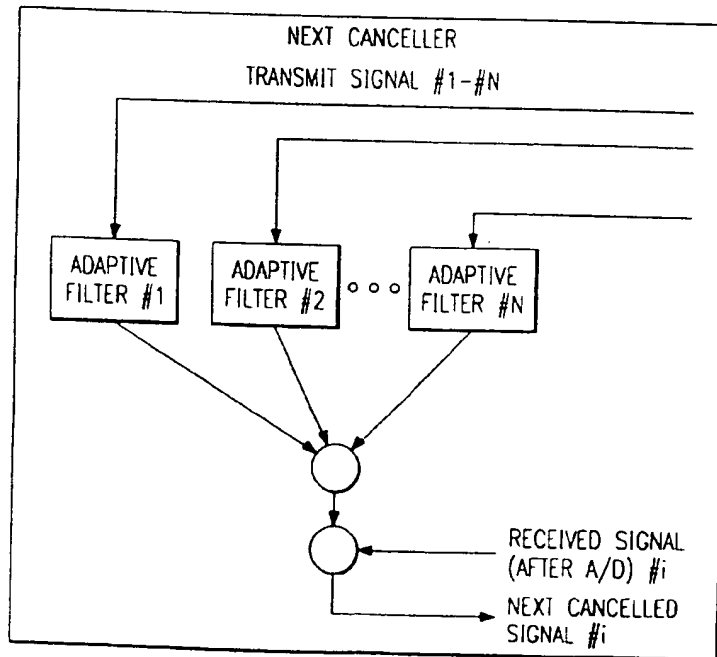 NEXT CANCELLER
TRANSMIT SIGNAL #1-#N
ADAPTIVE
FILTER #1
ADAPTIVE
FILTER #2
ADAPTIVE
FILTER #N
RECEIVED SIGNAL
(AFTER A/D) #i
NEXT CANCELLED
SIGNAL #i